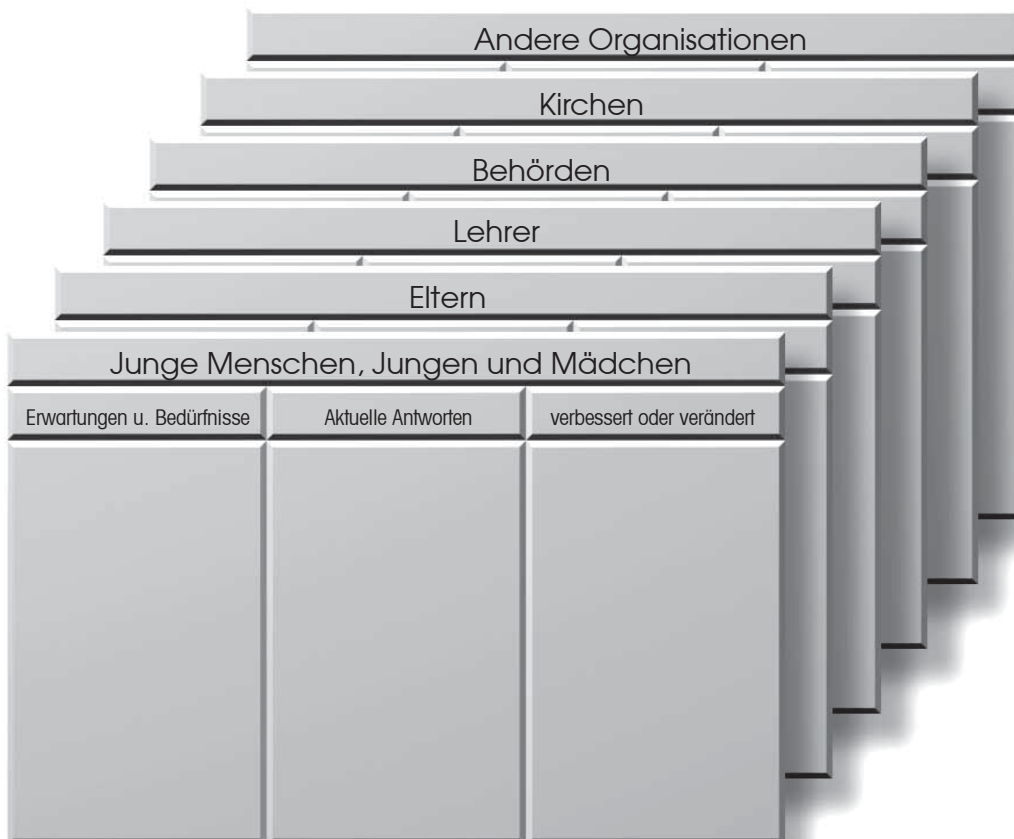 Andere Organisationen
Kirchen
Behörden
Lehrer
Eltern
Junge Menschen, Jungen und Mädchen
Erwartungen u. Bedürfnisse
Aktuelle Antworten
verbessert oder verändert